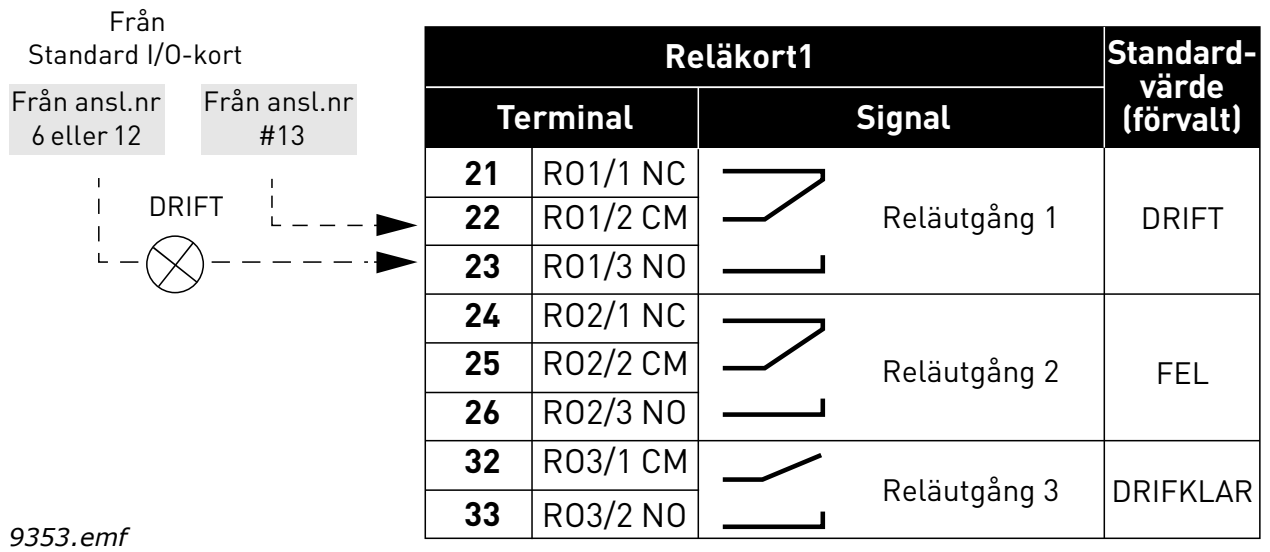 Från
Standard I/O-kort
Från ansl.nr
6 eller 12
Från ansl.nr
#13
DRIFT
Reläkort1
Standard-
värde
(förvalt)
Terminal
Signal
21 RO1/1 NC
22 RO1/2 CM
23 RO1/3 NO
Reläutgång 1
DRIFT
24 RO2/1 NC
25 RO2/2 CM
26 RO2/3 NO
Reläutgång 2
FEL
32 RO3/1 CM
33 RO3/2 NO
Reläutgång 3
DRIFKLAR
9353.emf